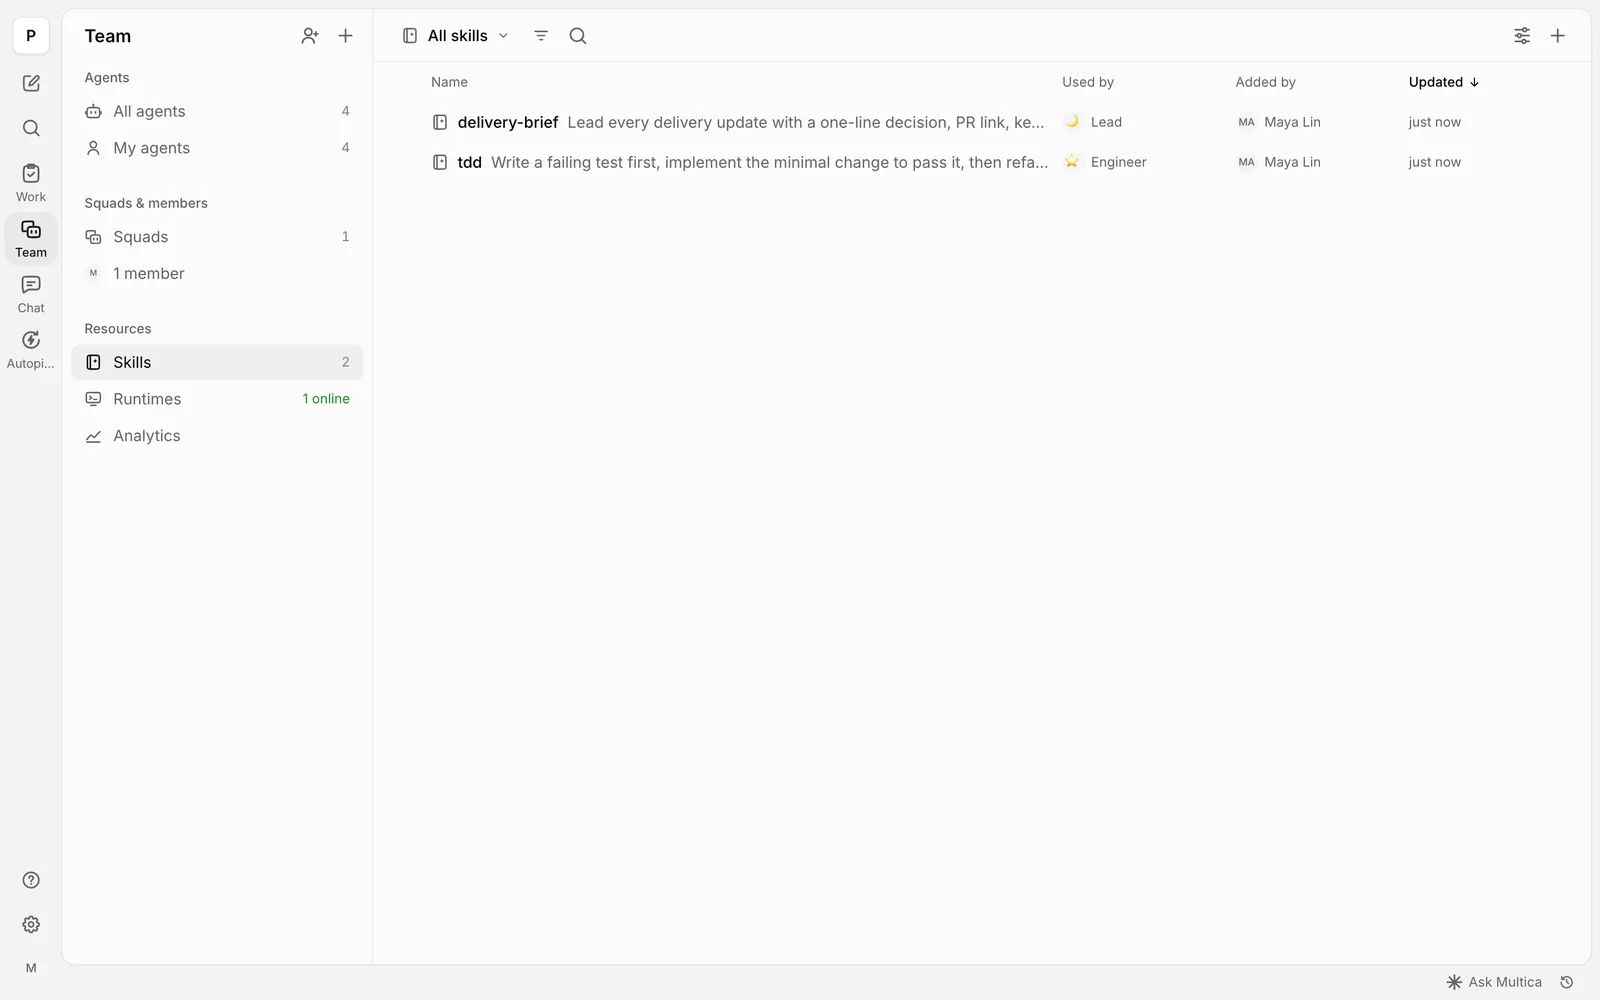 P
Team
Agents
All agents 4
My agents 4
Squads & members
Squads 1
M 1 member
Resources
Skills 2
Runtimes 1 online
Analytics
Work
Team
Chat
Autopi...
M
All skills
Name Used by Added by Updated
delivery-brief Lead every delivery update with a one-line decision, PR link, ke... Lead MA Maya Lin just now
tdd Write a failing test first, implement the minimal change to pass it, then refa... Engineer MA Maya Lin just now
Ask Multica